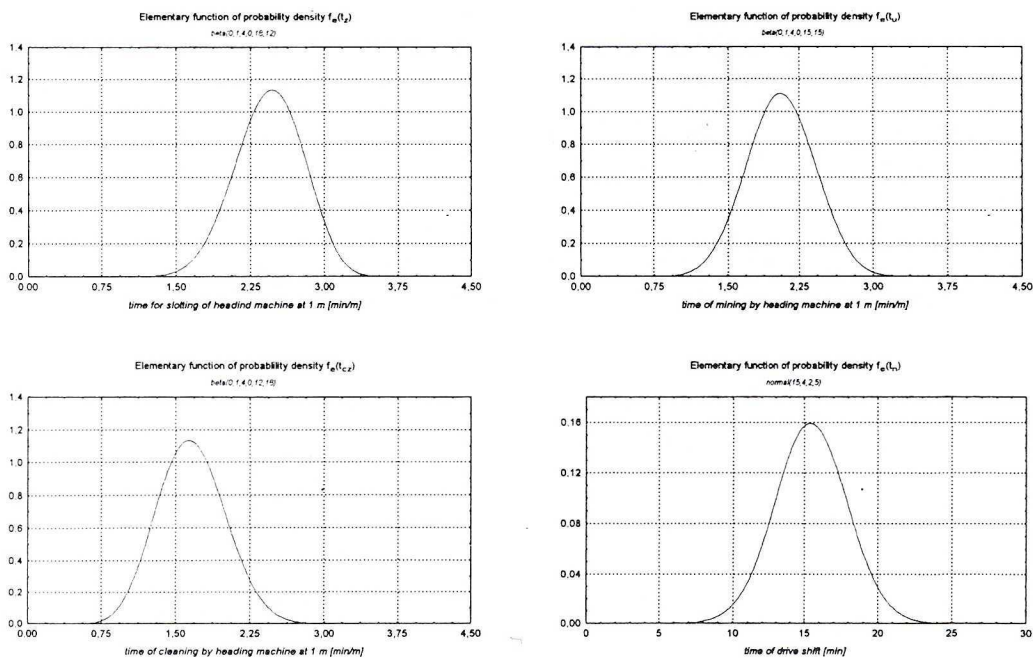 Elementary function of probability density fe(tz)
beta(0,1,4,0,16,12)
1.4
1.2
1.0
0.8
0.6
0.4
0.2
0.0
0.00 0,75 1,50 2,25 3,00 3,75 4,50
time for slotting of headind machine at 1 m [min/m]
Elementary function of probability density fe(tu)
beta(0,1,4,0,15,15)
1.4
1.2
1.0
0.8
0.6
0.4
0.2
0.0
0,00 0,75 1,50 2,25 3,00 3,75 4,50
time of mining by heading machine at 1 m [min/m]
Elementary function of probability density fe(tcz)
beta(0,1,4,0,12,16)
1.4
1.2
1.0
0.8
0.6
0.4
0.2
0.0
0.00 0,75 1,50 2,25 3,00 3,75 4,50
time of cleaning by heading machine at 1 m [min/m]
Elementary function of probability density fe(tn)
normal(15,4,2,5)
0,16
0,12
0,08
0,04
0,00
0 5 10 15 20 25 30
time of drive shift [min]